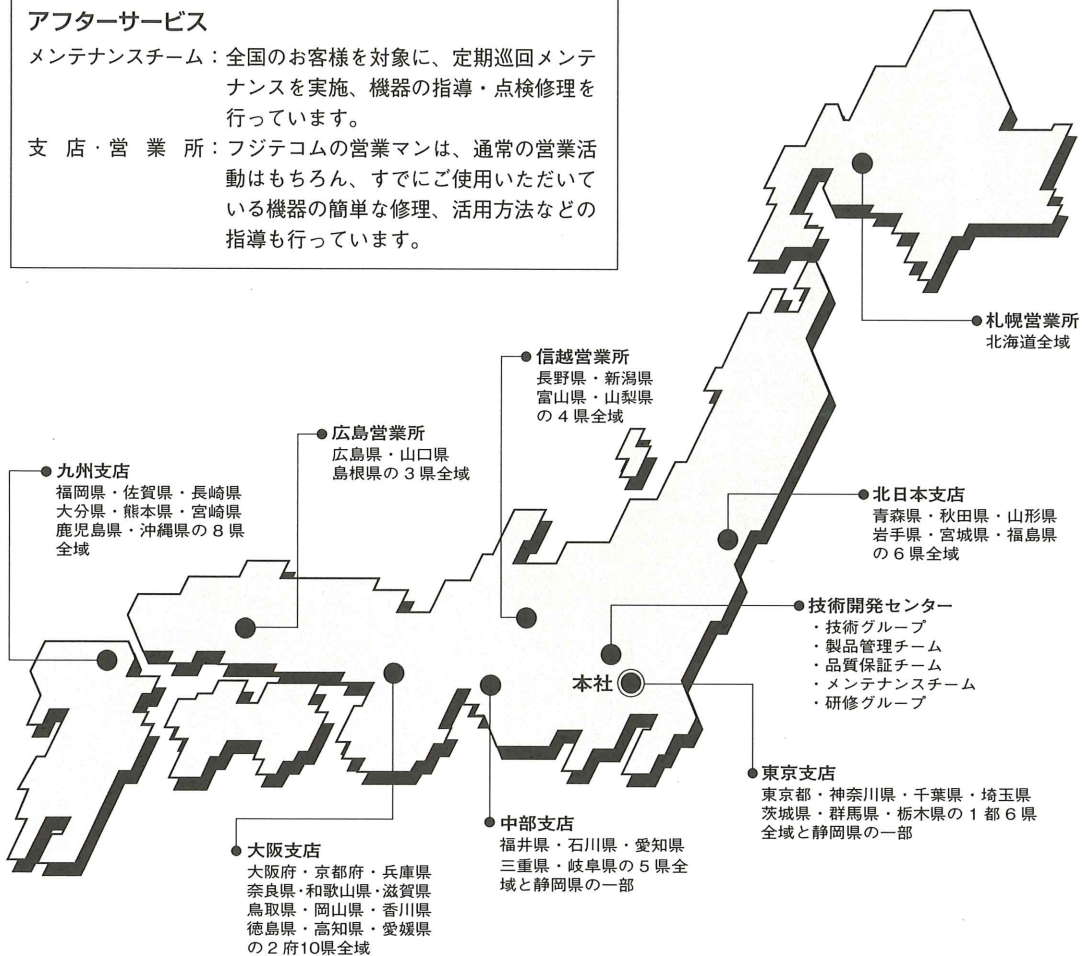 アフターサービス
メンテナンスチーム：全国のお客様を対象に、定期巡回メンテ
ナンスを実施、機器の指導・点検修理を
行っています。
支店・営業所：フジテコムの営業マンは、通常の営業活
動はもちろん、すでにご使用いただいて
いる機器の簡単な修理、活用方法などの
指導も行っています。
札幌営業所
北海道全域
信越営業所
長野県・新潟県
富山県・山梨県
の４県全域
広島営業所
広島県・山口県
島根県の３県全域
九州支店
福岡県・佐賀県・長崎県
大分県・熊本県・宮崎県
鹿児島県・沖縄県の８県
全域
北日本支店
青森県・秋田県・山形県
岩手県・宮城県・福島県
の６県全域
技術開発センター
・技術グループ
・製品管理チーム
・品質保証チーム
・メンテナンスチーム
・研修グループ
本社
東京支店
東京都・神奈川県・千葉県・埼玉県
茨城県・群馬県・栃木県の１都６県
全域と静岡県の一部
中部支店
福井県・石川県・愛知県
三重県・岐阜県の５県全
域と静岡県の一部
大阪支店
大阪府・京都府・兵庫県
奈良県・和歌山県・滋賀県
鳥取県・岡山県・香川県
徳島県・高知県・愛媛県
の２府10県全域